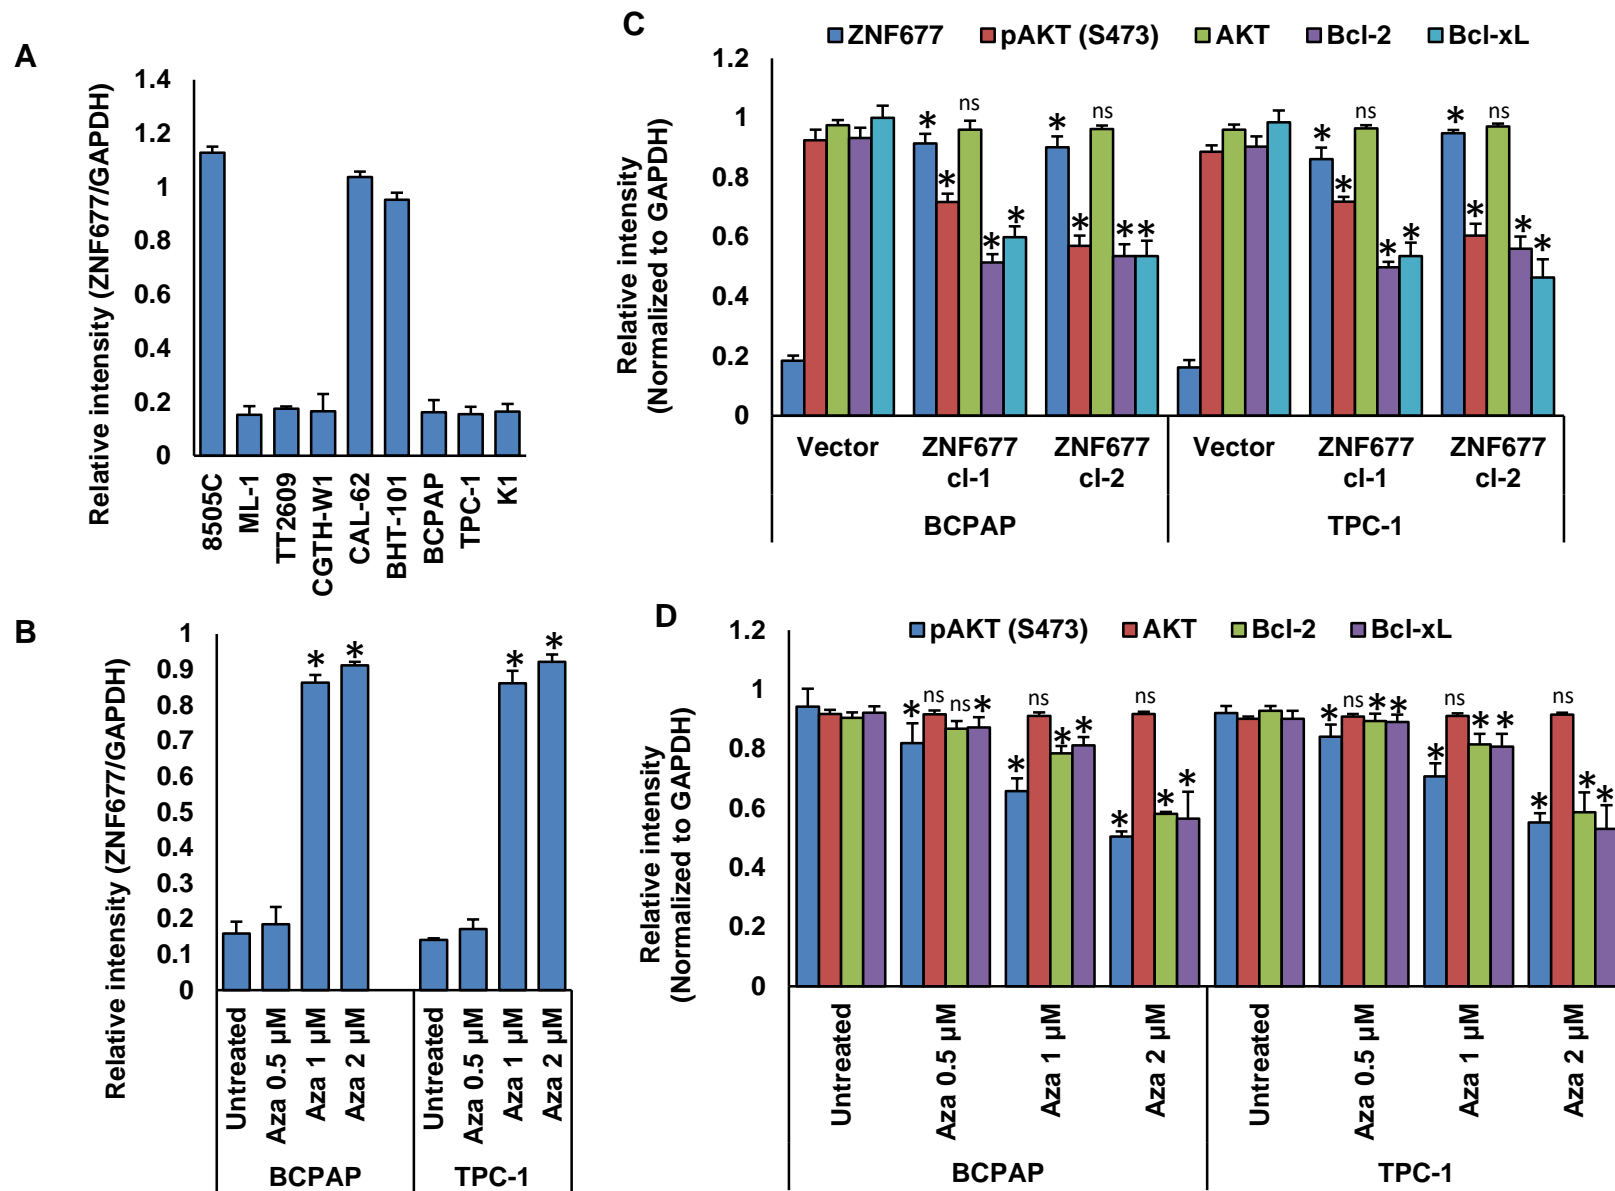 A
Relative intensity (ZNF677/GAPDH)
1.4
1.2
1
0.8
0.6
0.4
0.2
0
8505C
ML-1
TT2609
CGTH-W1
CAL-62
BHT-101
BCPAP
TPC-1
K1
B
Relative intensity (ZNF677/GAPDH)
1
0.9
0.8
0.7
0.6
0.5
0.4
0.3
0.2
0.1
0
* * * *
Untreated
Aza 0.5 µM
Aza 1 µM
Aza 2 µM
Untreated
Aza 0.5 µM
Aza 1 µM
Aza 2 µM
BCPAP TPC-1
C
ZNF677 pAKT (S473) AKT Bcl-2 Bcl-xL
Relative intensity
(Normalized to GAPDH)
1.2
1
0.8
0.6
0.4
0.2
0
* * ns * *
* * ns * *
* * ns * *
* * ns * *
Vector ZNF677 ZNF677 Vector ZNF677 ZNF677
cl-1 cl-2 cl-1 cl-2
BCPAP TPC-1
D
pAKT (S473) AKT Bcl-2 Bcl-xL
Relative intensity
(Normalized to GAPDH)
1.2
1
0.8
0.6
0.4
0.2
0
* ns ns *
* ns * *
* ns * *
* ns * *
* ns * *
* ns * *
Untreated
Aza 0.5 µM
Aza 1 µM
Aza 2 µM
Untreated
Aza 0.5 µM
Aza 1 µM
Aza 2 µM
BCPAP TPC-1